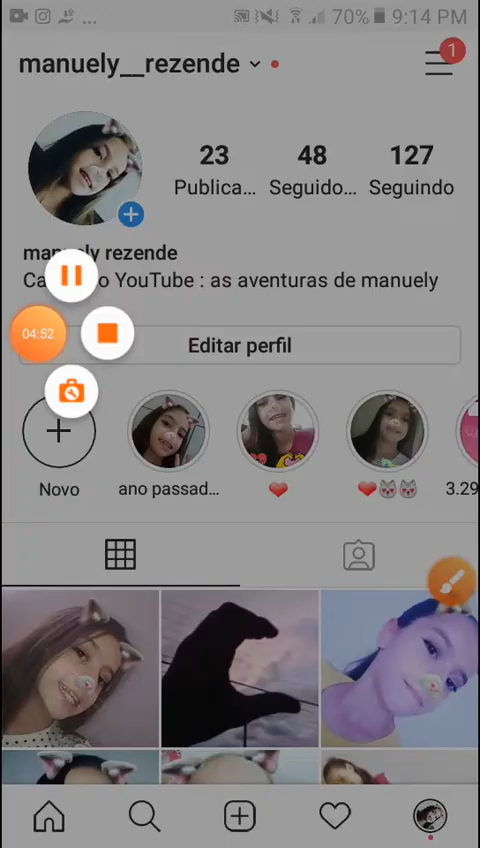 ... 70% 9:14 PM
manuely__rezende
1
23 48 127
Publica... Seguido... Seguindo
manuely rezende
YouTube : as aventuras de manuely
04:52
Editar perfil
Novo ano passad... 3.29